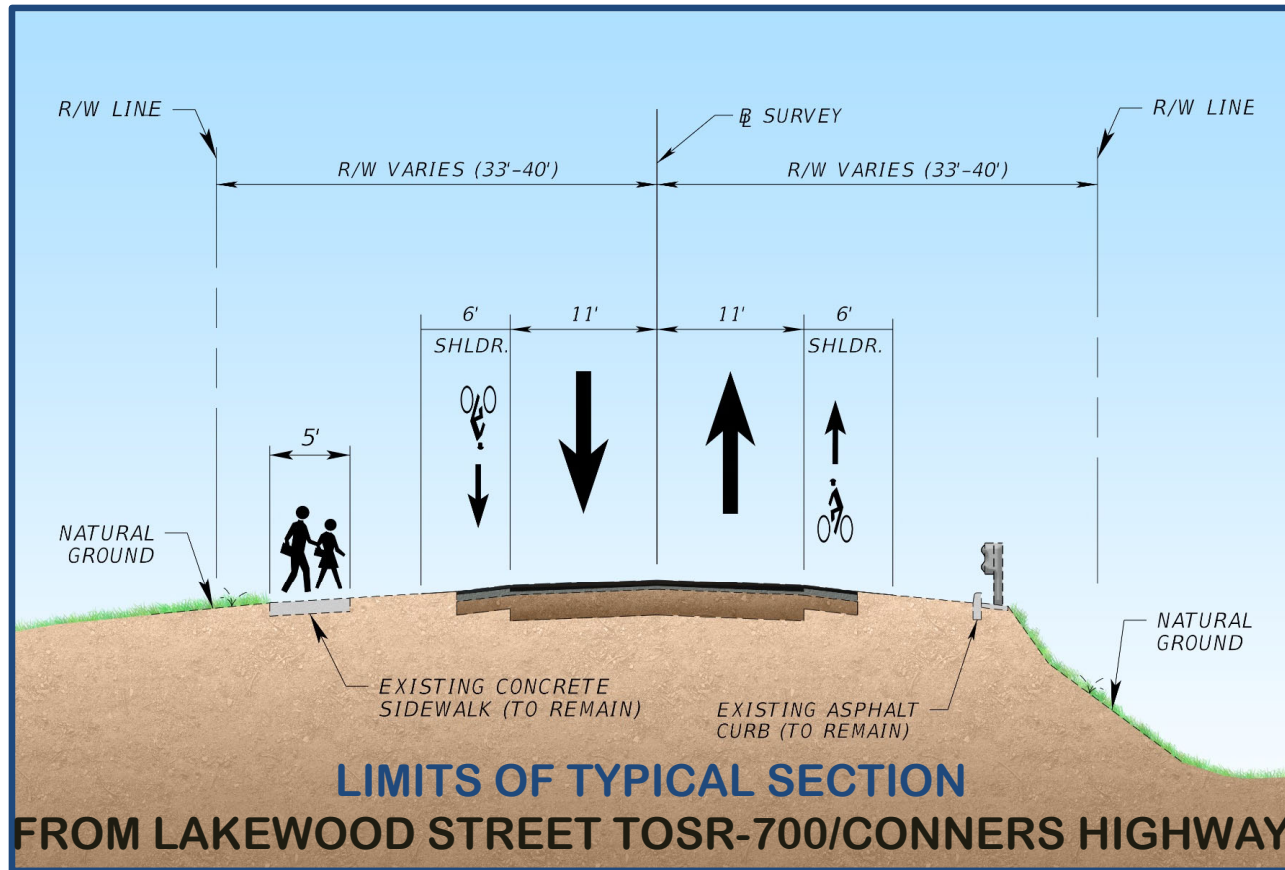 R/W LINE
R/W LINE
℄ SURVEY
R/W VARIES (33'-40')
R/W VARIES (33'-40')
6'
11'
11'
6'
SHLDR.
SHLDR.
5'
NATURAL
GROUND
NATURAL
GROUND
EXISTING CONCRETE
SIDEWALK (TO REMAIN)
EXISTING ASPHALT
CURB (TO REMAIN)
LIMITS OF TYPICAL SECTION
FROM LAKEWOOD STREET TOSR-700/CONNERS HIGHWAY